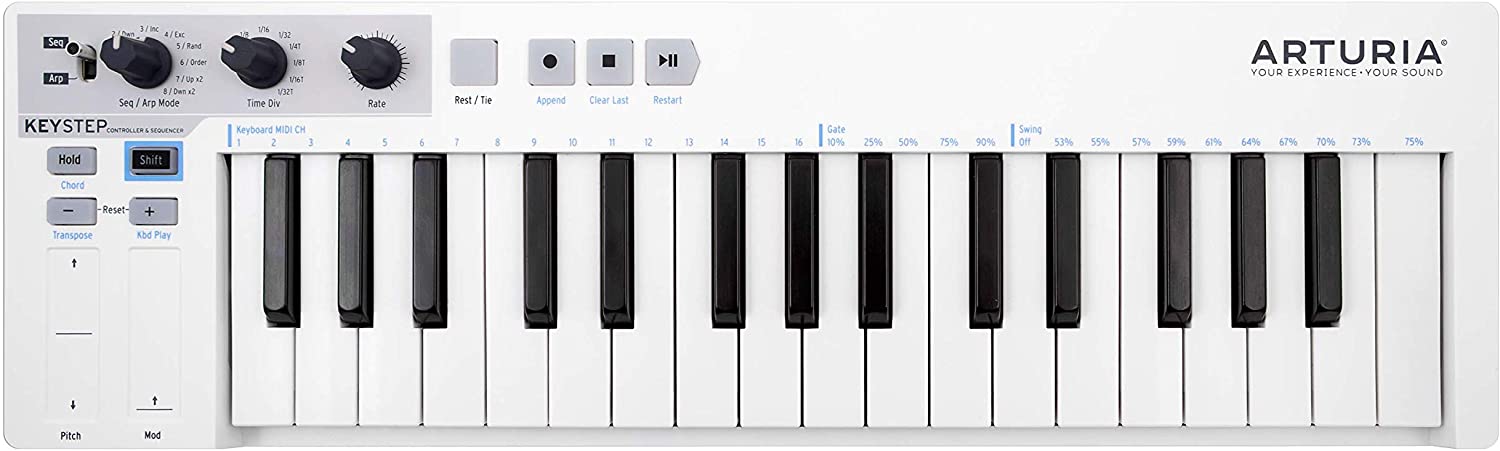 Seq
Arp
2 / Dwn
3 / Inc
4 / Exc
5 / Rand
6 / Order
7 / Up x2
8 / Dwn x2
Seq / Arp Mode
1/8
1/16
1/32
1/4T
1/8T
1/16T
1/32T
Time Div
Rate
Rest / Tie
Append
Clear Last
Restart
ARTURIA©
YOUR EXPERIENCE • YOUR SOUND
KEYSTEP CONTROLLER & SEQUENCER
Keyboard MIDI CH
1 2 3 4 5 6 7 8 9 10 11 12 13 14 15 16
Gate
10% 25% 50% 75% 90%
Swing
Off 53% 55% 57% 59% 61% 64% 67% 70% 73% 75%
Hold
Shift
Chord
− Reset +
Transpose
Kbd Play
Pitch
Mod